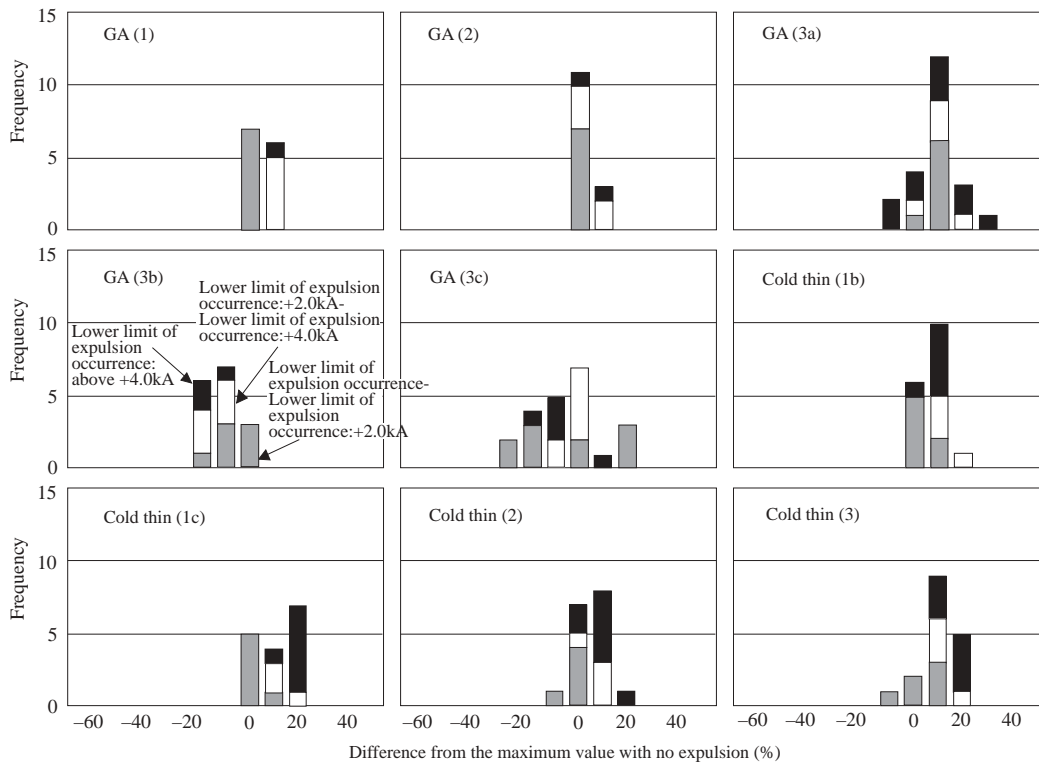 15
GA (1)
GA (2)
GA (3a)
10
Frequency
5
0
15
GA (3b)
GA (3c)
Cold thin (1b)
Lower limit of expulsion
occurrence:+2.0kA-
Lower limit of expulsion
occurrence:+4.0kA
10
Lower limit of
expulsion
occurrence:
above +4.0kA
Lower limit of
expulsion occurrence-
Lower limit of
expulsion
occurrence:+2.0kA
Frequency
5
0
15
Cold thin (1c)
Cold thin (2)
Cold thin (3)
10
Frequency
5
0
–60 –40 –20 0 20 40
–60 –40 –20 0 20 40
–60 –40 –20 0 20 40
Difference from the maximum value with no expulsion (%)